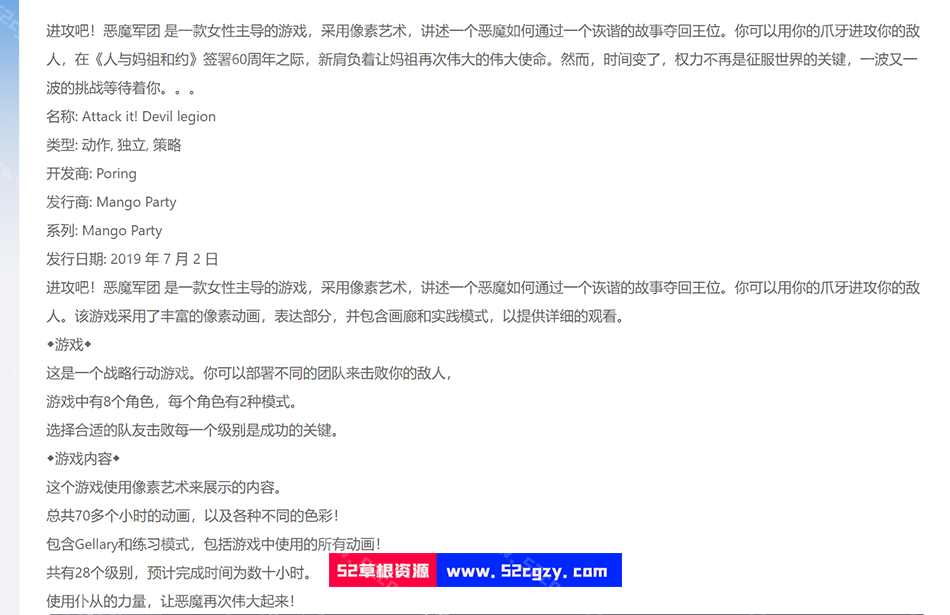 进攻吧！恶魔军团 是一款女性主导的游戏，采用像素艺术，讲述一个恶魔如何通过一个诙谐的故事夺回王位。你可以用你的爪牙进攻你的敌
人，在《人与妈祖和约》签署60周年之际，新肩负着让妈祖再次伟大的伟大使命。然而，时间变了，权力不再是征服世界的关键，一波又一
波的挑战等待着你。。。
名称: Attack it! Devil legion
类型: 动作, 独立, 策略
开发商: Poring
发行商: Mango Party
系列: Mango Party
发行日期: 2019 年 7 月 2 日
进攻吧！恶魔军团 是一款女性主导的游戏，采用像素艺术，讲述一个恶魔如何通过一个诙谐的故事夺回王位。你可以用你的爪牙进攻你的敌
人。该游戏采用了丰富的像素动画，表达部分，并包含画廊和实践模式，以提供详细的观看。
◆游戏◆
这是一个战略行动游戏。你可以部署不同的团队来击败你的敌人，
游戏中有8个角色，每个角色有2种模式。
选择合适的队友击败每一个级别是成功的关键。
◆游戏内容◆
这个游戏使用像素艺术来展示的内容。
总共70多个小时的动画，以及各种不同的色彩！
包含Gellary和练习模式，包括游戏中使用的所有动画！
共有28个级别，预计完成时间为数十小时。
52草根资源 www.52cgzy.com
使用仆从的力量，让恶魔再次伟大起来！